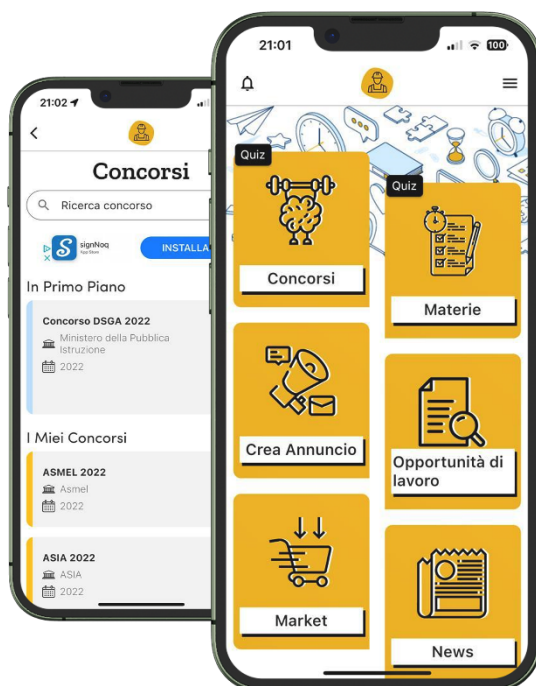 21:02
Concorsi
Ricerca concorso
signNoq
App Store
INSTALLA
In Primo Piano
Concorso DSGA 2022
Ministero della Pubblica
Istruzione
2022
I Miei Concorsi
ASMEL 2022
Asmel
2022
ASIA 2022
ASIA
2022
21:01
100
Quiz
Concorsi
Quiz
Materie
Crea Annuncio
Opportunità di
lavoro
Market
News